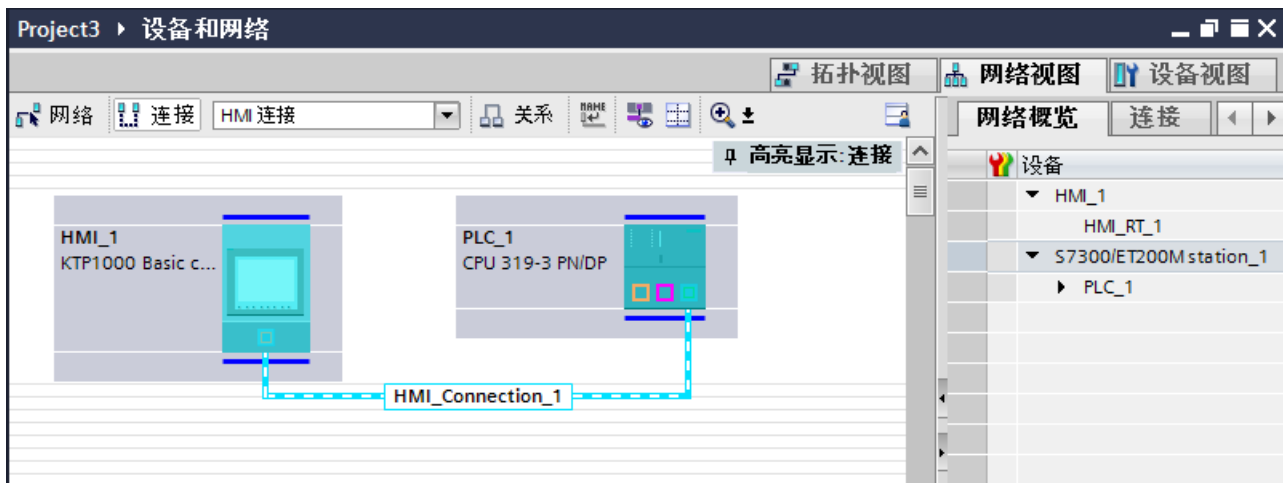 Project3 ▸ 设备和网络
拓扑视图 网络视图 设备视图
网络 连接 HMI 连接 关系 NAME
网络概览 连接
高亮显示:连接
设备
HMI_1
HMI_RT_1
S7300/ET200M station_1
PLC_1
HMI_1
KTP1000 Basic c...
PLC_1
CPU 319-3 PN/DP
HMI_Connection_1